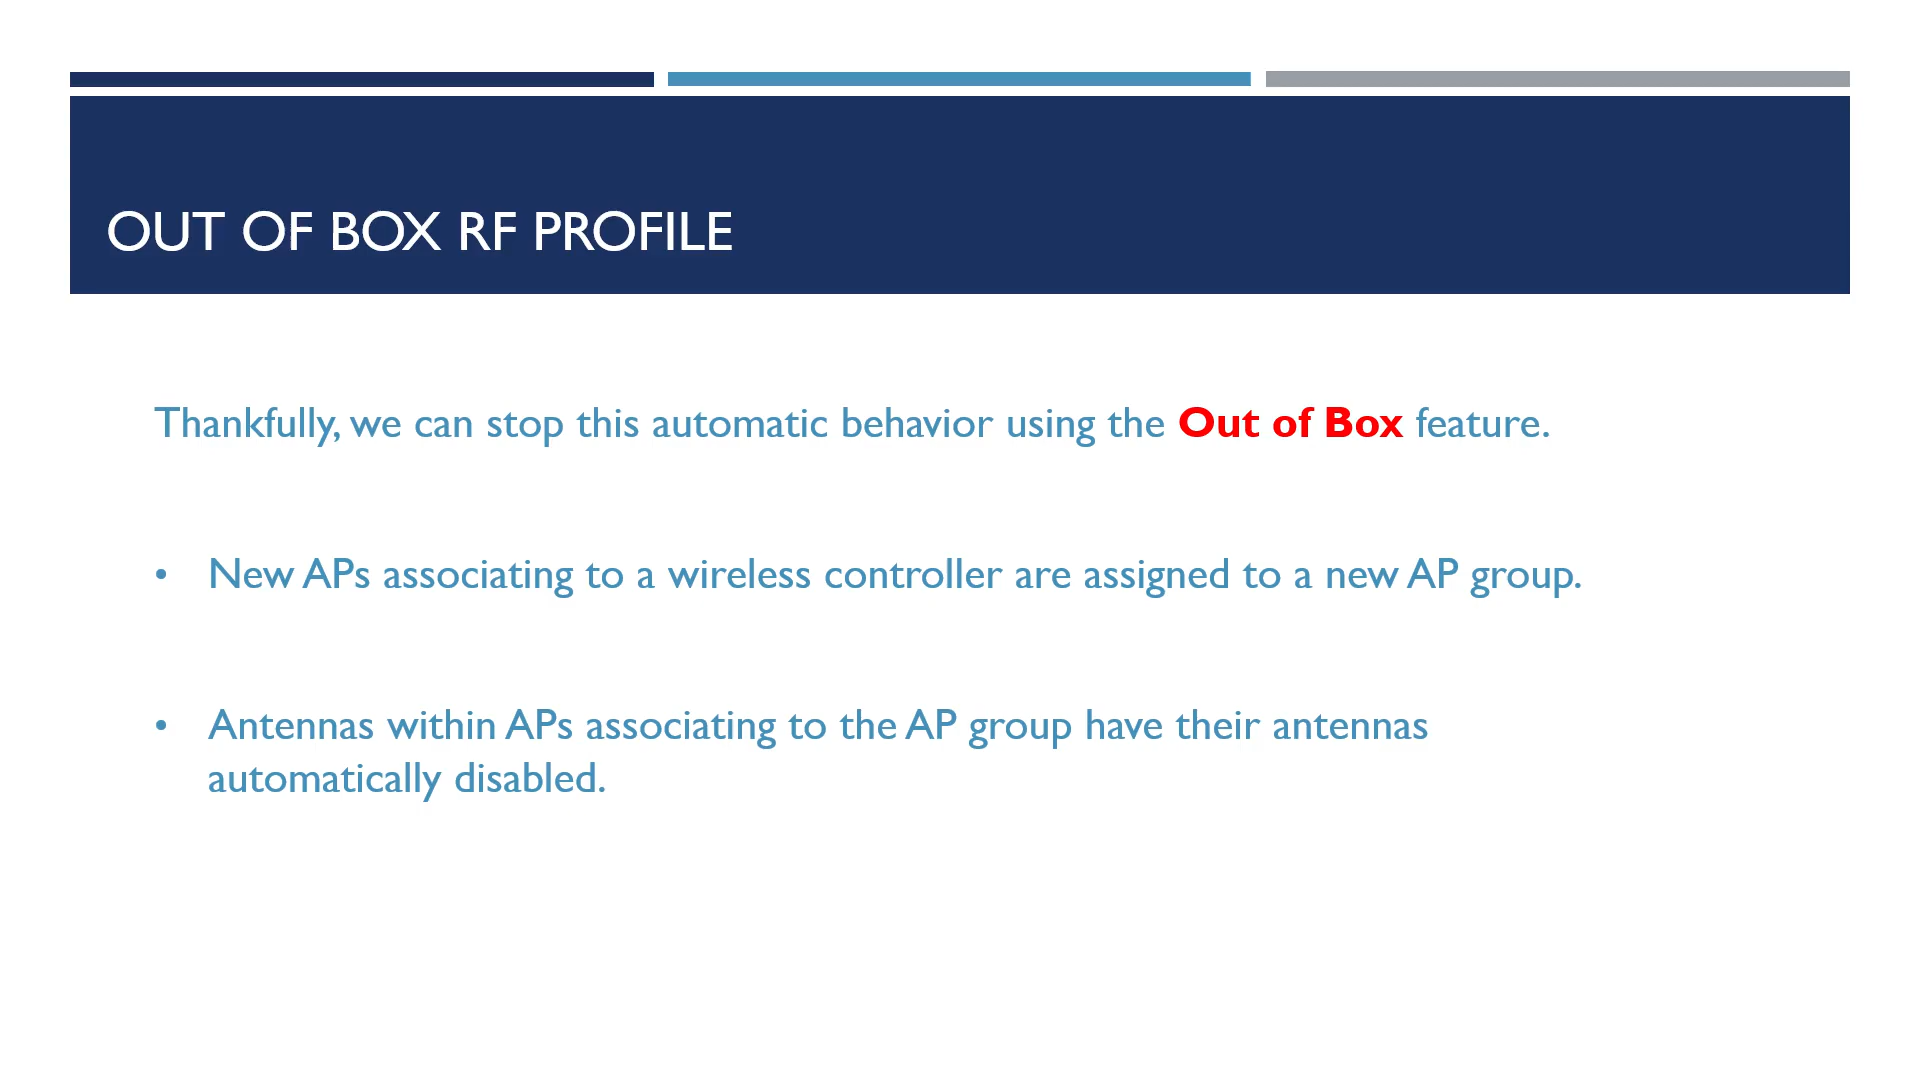 OUT OF BOX RF PROFILE
Thankfully, we can stop this automatic behavior using the Out of Box feature.
• New APs associating to a wireless controller are assigned to a new AP group.
• Antennas within APs associating to the AP group have their antennas
automatically disabled.